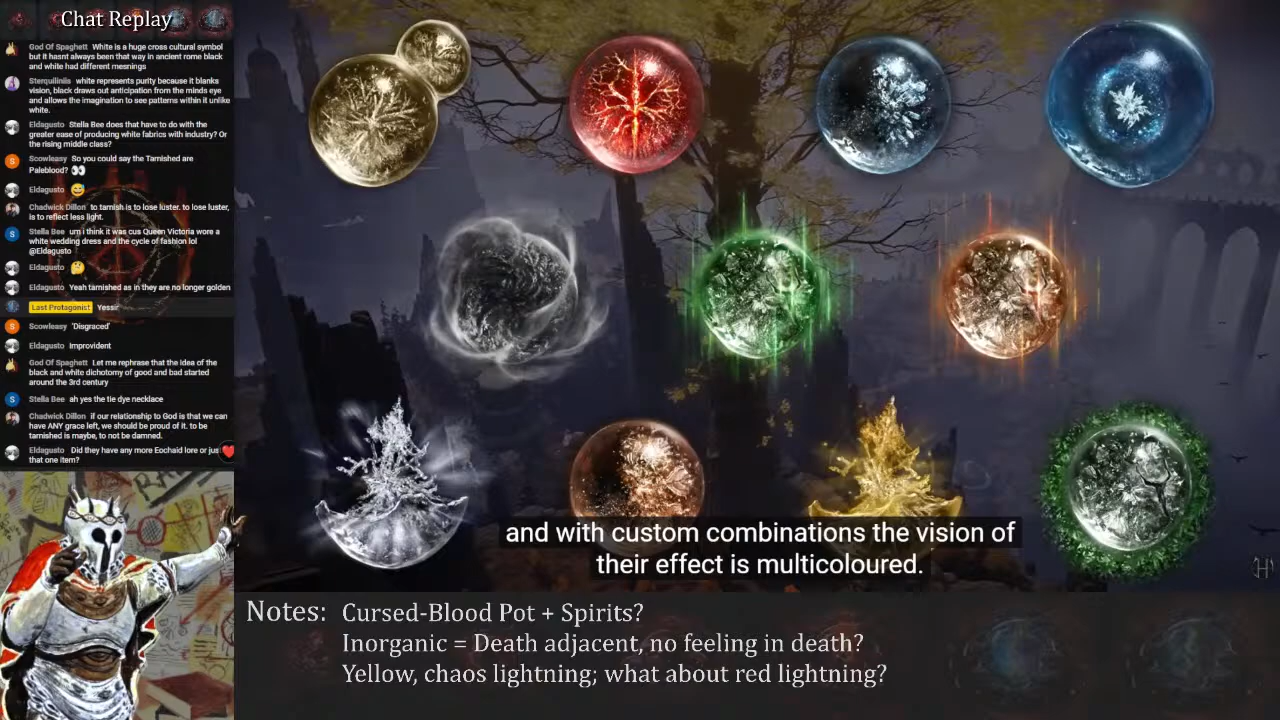 Chat Replay
God Of Spaghett White is a huge cross cultural symbol
but it hasnt always been that way in ancient rome black
and white had different mesnings
Sterquiliniis white represents purity because it blanks
vision, black draws out anticipation from the minds eye
and allows the imagination to see patterns within it unlike
white.
Eldagusto Stella Bee does that have to do with the
greater ease of producing white fabrics with industry? Or
the rising middle class?
Scowleasy So you could say the Tarnished are
Paleblood? 👀
Eldagusto 😅
Chadwick Dillon to tarnish is to lose luster. to lose luster,
is to reflect less light.
Stella Bee um i think it was cus Queen Victoria wore a
white wedding dress and the cycle of fashion lol
@Eldagusto
Eldagusto 🤔
Eldagusto Yeah tarnished as in they are no longer golden
Last Protagonist Yessir
Scowleasy 'Disgraced'
Eldagusto Improvident
God Of Spaghett Let me rephrase that the idea of the
black and white dichotomy of good and bad started
around the 3rd century
Stella Bee ah yes the tie dye necklace
Chadwick Dillon if our relationship to God is that we can
have ANY grace left, we should be proud of it. to be
tarnished is maybe, to not be damned.
Eldagusto Did they have any more Eochaid lore or jus
that one item?
and with custom combinations the vision of
their effect is multicoloured.
Notes: Cursed-Blood Pot + Spirits?
Inorganic = Death adjacent, no feeling in death?
Yellow, chaos lightning; what about red lightning?